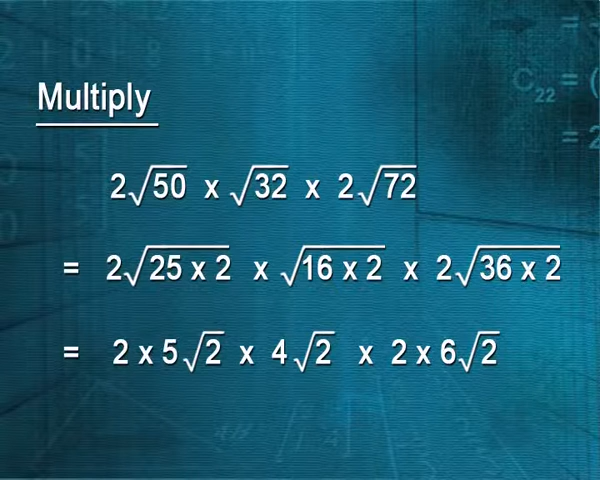 Multiply
2√50 x √32 x 2√72
= 2√25 x 2 x √16 x 2 x 2√36 x 2
= 2 x 5√2 x 4√2 x 2 x 6√2